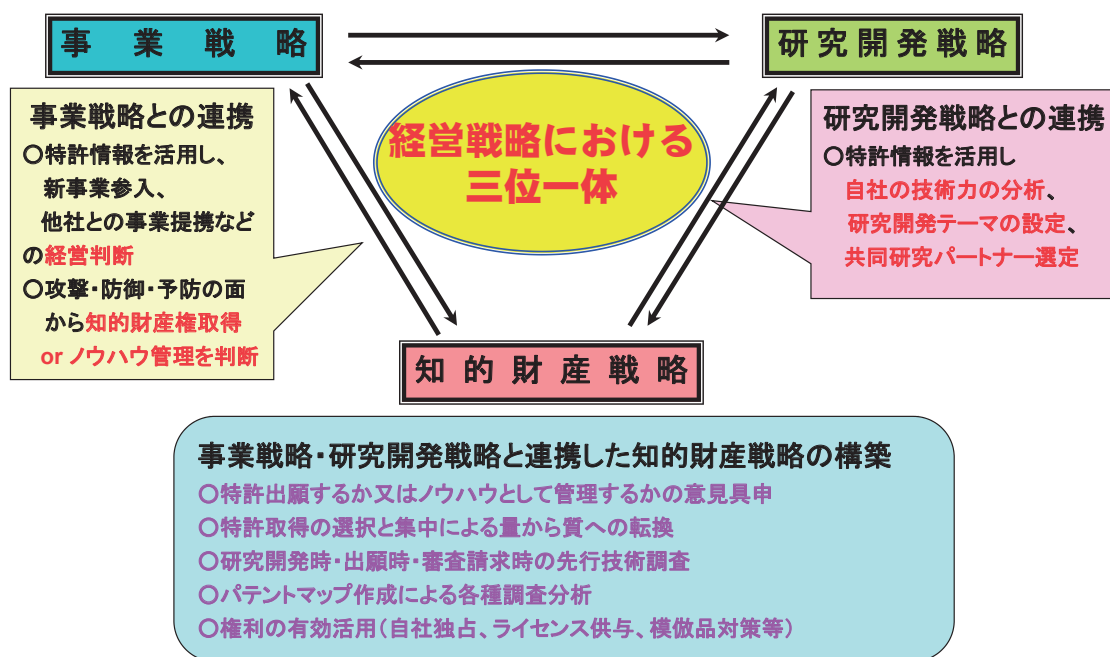 事業戦略
研究開発戦略
経営戦略における
三位一体
事業戦略との連携
○特許情報を活用し、
新事業参入、
他社との事業提携など
の経営判断
○攻撃・防御・予防の面
から知的財産権取得
or ノウハウ管理を判断
研究開発戦略との連携
○特許情報を活用し
自社の技術力の分析、
研究開発テーマの設定、
共同研究パートナー選定
知的財産戦略
事業戦略・研究開発戦略と連携した知的財産戦略の構築
○特許出願するか又はノウハウとして管理するかの意見具申
○特許取得の選択と集中による量から質への転換
○研究開発時・出願時・審査請求時の先行技術調査
○パテントマップ作成による各種調査分析
○権利の有効活用（自社独占、ライセンス供与、模倣品対策等）